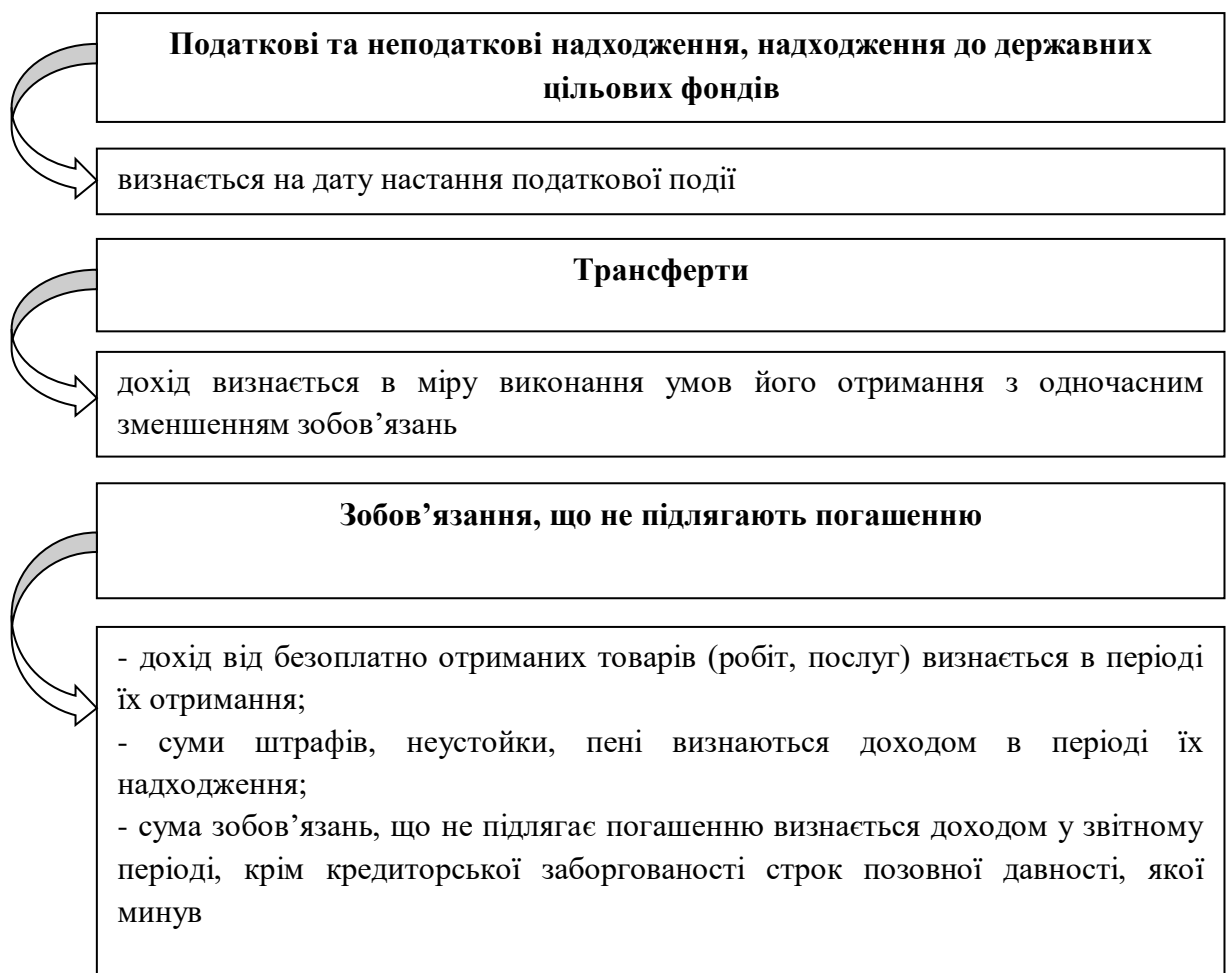 Податкові та неподаткові надходження, надходження до державних
цільових фондів
визнається на дату настання податкової події
Трансферти
дохід визнається в міру виконання умов його отримання з одночасним
зменшенням зобов’язань
Зобов’язання, що не підлягають погашенню
- дохід від безоплатно отриманих товарів (робіт, послуг) визнається в періоді
їх отримання;
- суми штрафів, неустойки, пені визнаються доходом в періоді їх
надходження;
- сума зобов’язань, що не підлягає погашенню визнається доходом у звітному
періоді, крім кредиторської заборгованості строк позовної давності, якої
минув